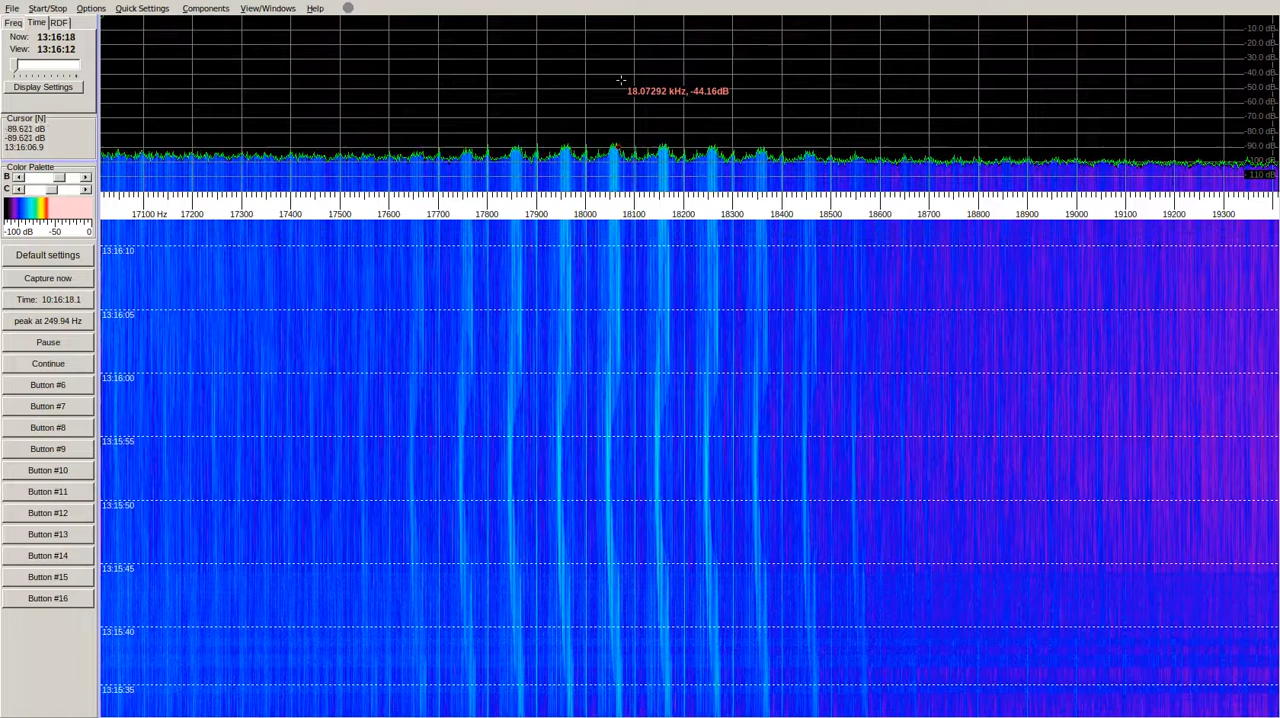 File Start/Stop Options Quick Settings Components View/Windows Help
Freq Time RDF
Now: 13:16:18
View: 13:16:12
Display Settings
Cursor [N]
-89.621 dB
-89.621 dB
13:16:06.9
Color Palette
B
C
-100 dB -50 0
Default settings
Capture now
Time: 10:16:18.1
peak at 249.94 Hz
Pause
Continue
Button #6
Button #7
Button #8
Button #9
Button #10
Button #11
Button #12
Button #13
Button #14
Button #15
Button #16
18.07292 kHz, -44.16dB
-10.0 dB
-20.0 dB
-30.0 dB
-40.0 dB
-50.0 dB
-60.0 dB
-70.0 dB
-80.0 dB
-90.0 dB
-100 dB
-110 dB
17100 Hz 17200 17300 17400 17500 17600 17700 17800 17900 18000 18100 18200 18300 18400 18500 18600 18700 18800 18900 19000 19100 19200 19300
13:16:10
13:16:05
13:16:00
13:15:55
13:15:50
13:15:45
13:15:40
13:15:35